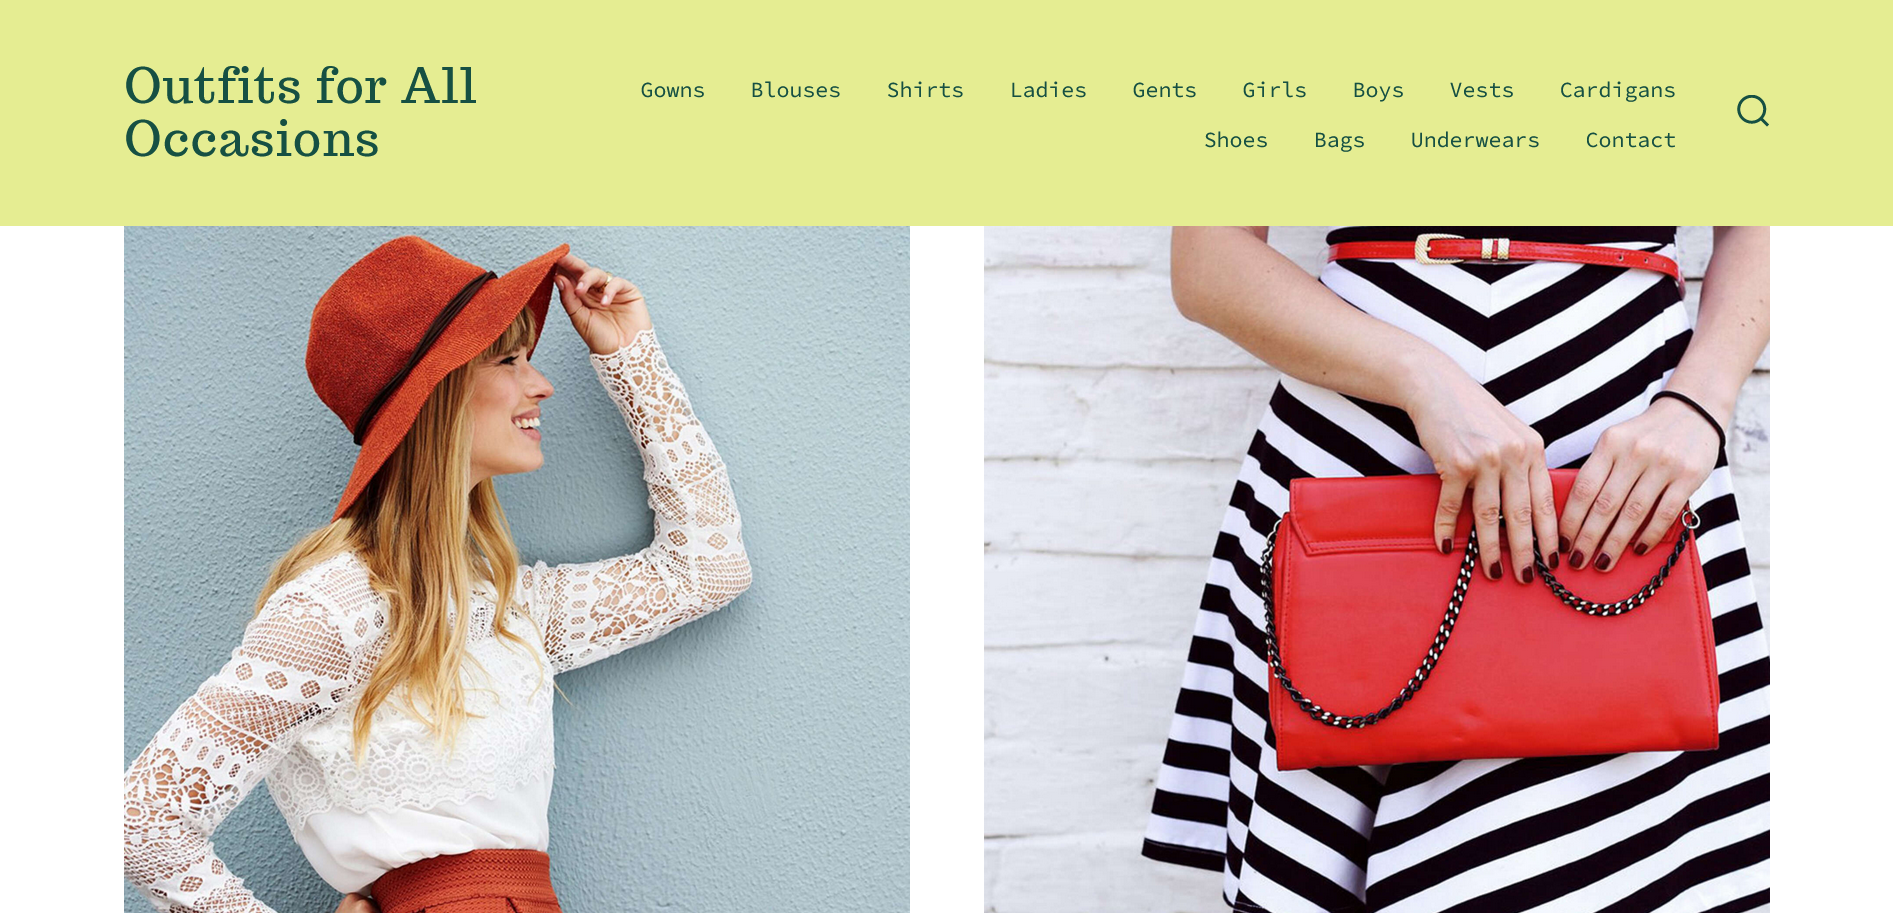 Outfits for All
Occasions
Gowns Blouses Shirts Ladies Gents Girls Boys Vests Cardigans
Shoes Bags Underwears Contact